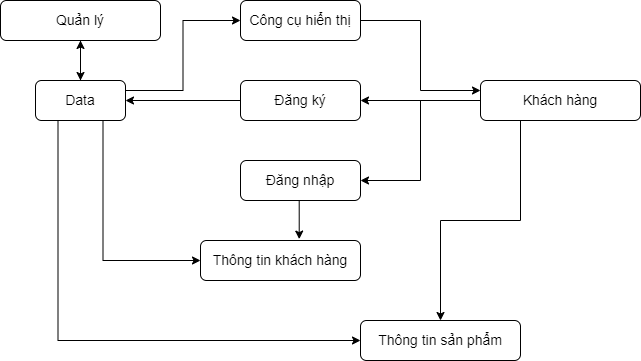 Quản lý
Công cụ hiển thị
Data
Đăng ký
Khách hàng
Đăng nhập
Thông tin khách hàng
Thông tin sản phẩm